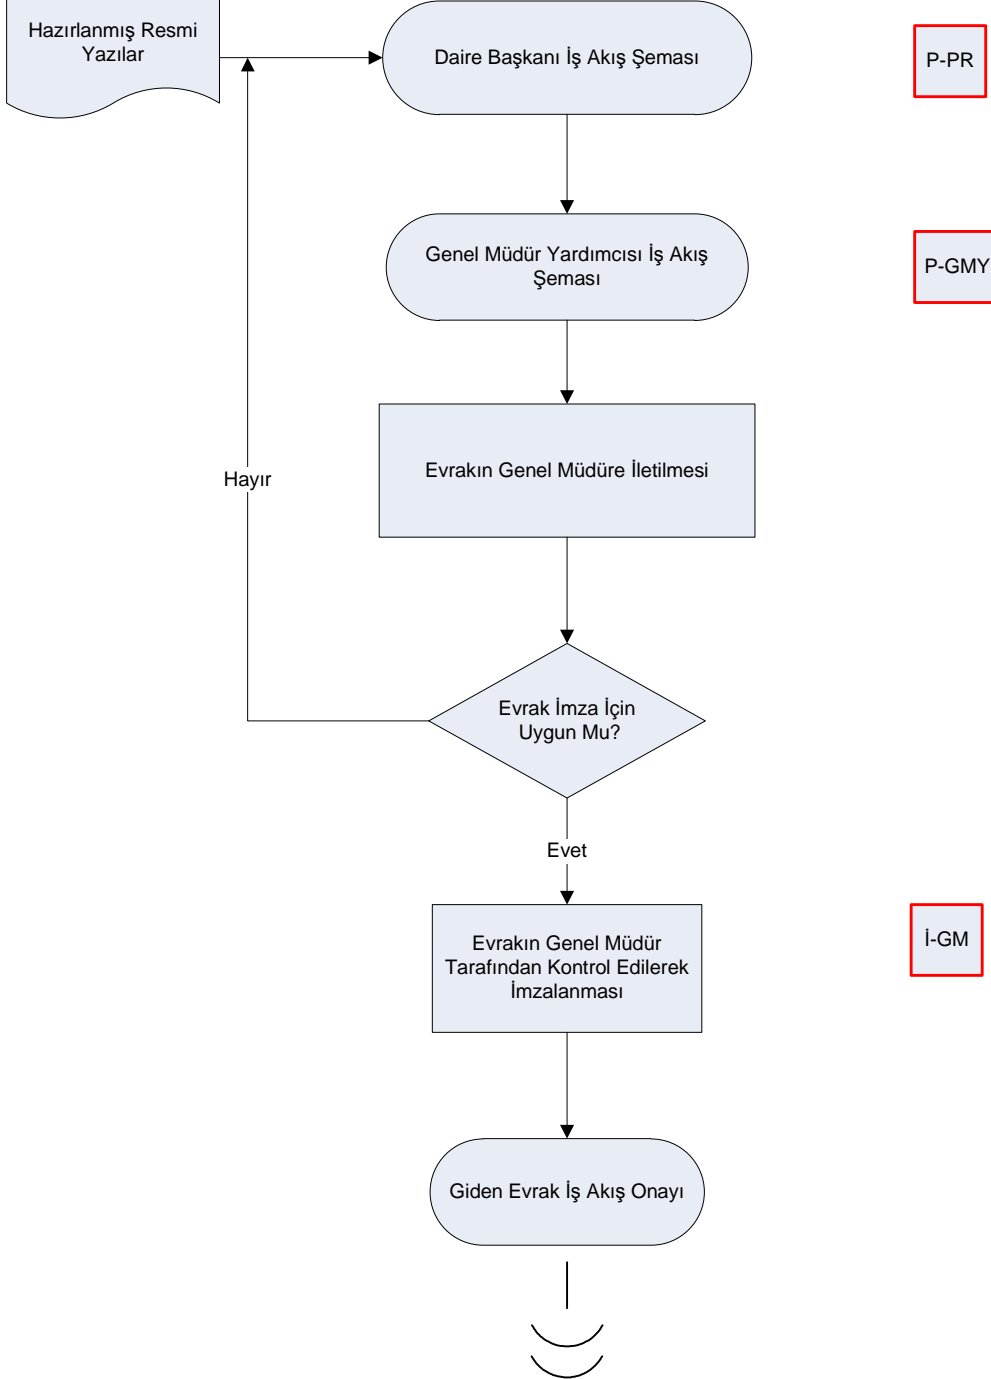 Hazırlanmış Resmi
Yazılar
Daire Başkanı İş Akış Şeması
P-PR
Genel Müdür Yardımcısı İş Akış
Şeması
P-GMY
Evrakın Genel Müdüre İletilmesi
Hayır
Evrak İmza İçin
Uygun Mu?
Evet
Evrakın Genel Müdür
Tarafından Kontrol Edilerek
İmzalanması
İ-GM
Giden Evrak İş Akış Onayı